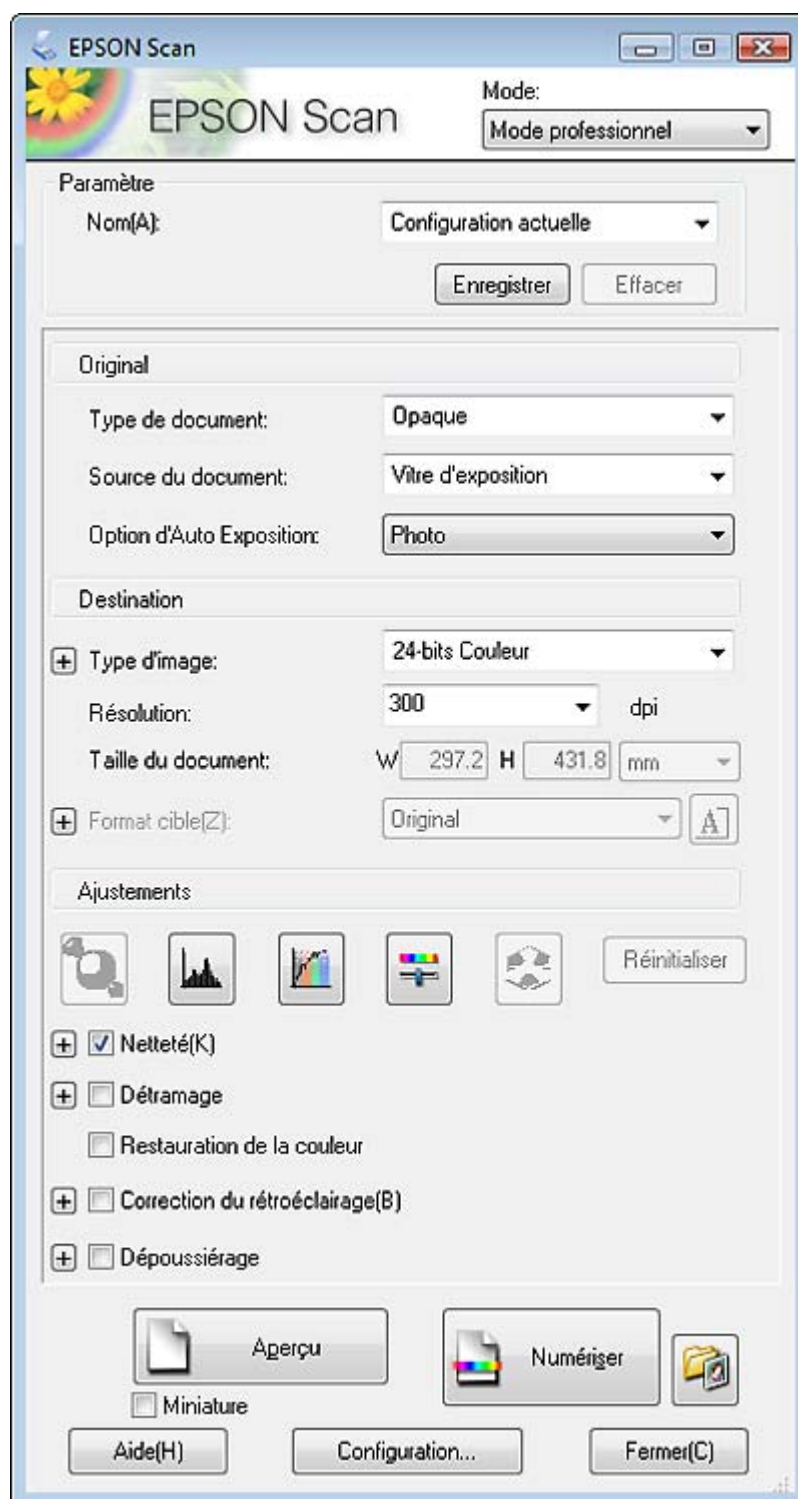 EPSON Scan
EPSON Scan
Mode:
Mode professionnel
Paramètre
Nom(A):
Configuration actuelle
Enregistrer
Effacer
Original
Type de document:
Opaque
Source du document:
Vitre d'exposition
Option d'Auto Exposition:
Photo
Destination
Type d'image:
24-bits Couleur
Résolution:
300
dpi
Taille du document:
W 297.2 H 431.8 mm
Format cible(Z):
Original
A
Ajustements
Réinitialiser
Netteté(K)
Détramage
Restauration de la couleur
Correction du rétroéclairage(B)
Dépoussiérage
Aperçu
Numériser
Miniature
Aide(H)
Configuration...
Fermer(C)